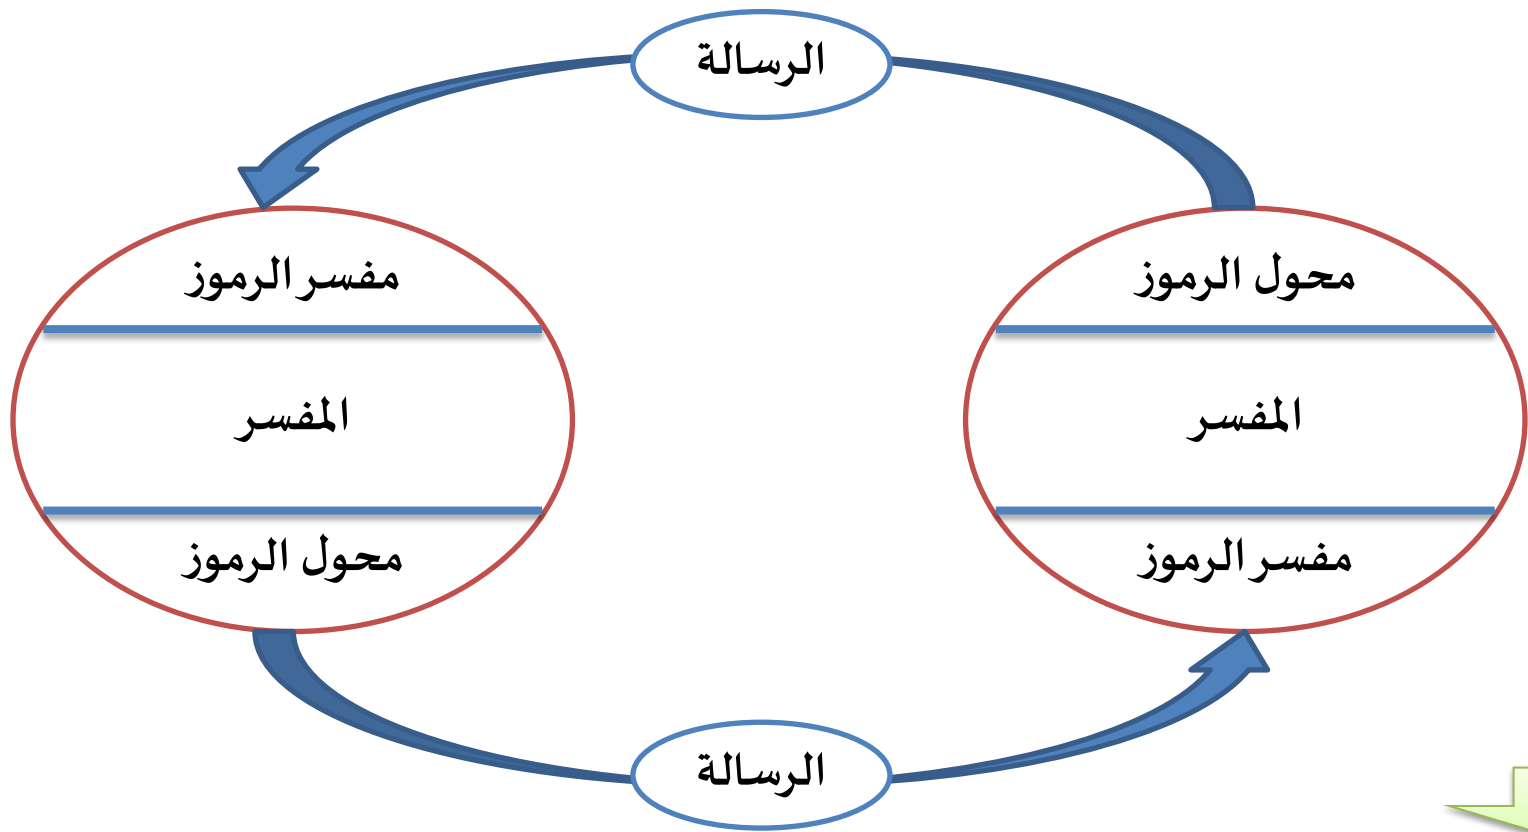 الرسالة
محول الرموز
مفسر الرموز
المفسر
المفسر
مفسر الرموز
محول الرموز
الرسالة